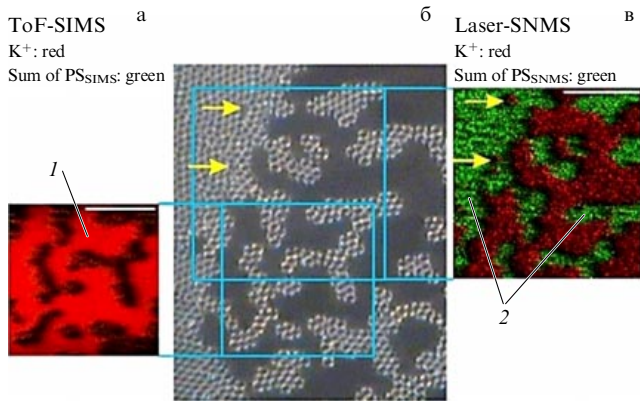 ToF-SIMS
K⁺: red
Sum of PS_SIMS: green
а
б
Laser-SNMS
в
K⁺: red
Sum of PS_SNMS: green
1
2